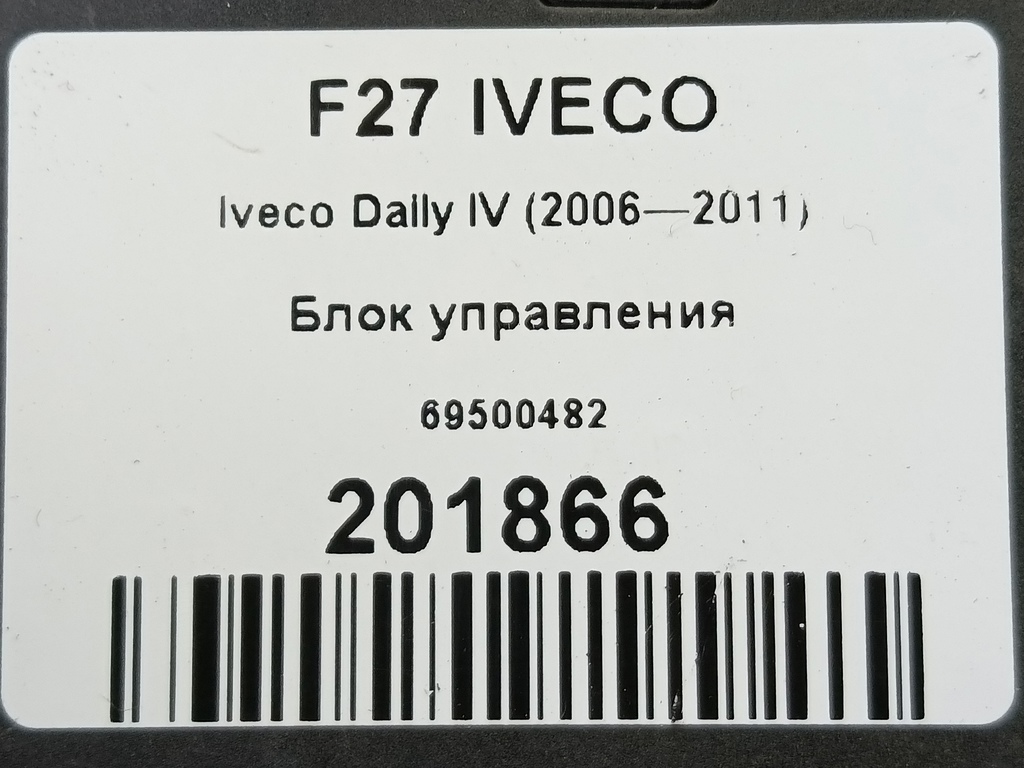 F27 IVECO
Iveco Daily IV (2006—2011)
Блок управления
69500482
201866